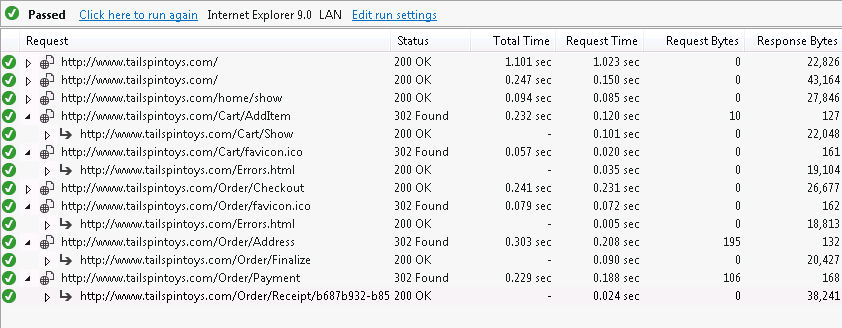 Passed Click here to run again Internet Explorer 9.0 LAN Edit run settings
Request Status Total Time Request Time Request Bytes Response Bytes
http://www.tailspintoys.com/ 200 OK 1.101 sec 1.023 sec 0 22,826
http://www.tailspintoys.com/ 200 OK 0.247 sec 0.150 sec 0 43,164
http://www.tailspintoys.com/home/show 200 OK 0.094 sec 0.085 sec 0 27,846
http://www.tailspintoys.com/Cart/AddItem 302 Found 0.232 sec 0.120 sec 10 127
http://www.tailspintoys.com/Cart/Show 200 OK - 0.101 sec 0 22,048
http://www.tailspintoys.com/Cart/favicon.ico 302 Found 0.057 sec 0.020 sec 0 161
http://www.tailspintoys.com/Errors.html 200 OK - 0.035 sec 0 19,104
http://www.tailspintoys.com/Order/Checkout 200 OK 0.241 sec 0.231 sec 0 26,677
http://www.tailspintoys.com/Order/favicon.ico 302 Found 0.079 sec 0.072 sec 0 162
http://www.tailspintoys.com/Errors.html 200 OK - 0.005 sec 0 18,813
http://www.tailspintoys.com/Order/Address 302 Found 0.303 sec 0.208 sec 195 132
http://www.tailspintoys.com/Order/Finalize 200 OK - 0.090 sec 0 20,427
http://www.tailspintoys.com/Order/Payment 302 Found 0.229 sec 0.188 sec 106 168
http://www.tailspintoys.com/Order/Receipt/b687b932-b85 200 OK - 0.024 sec 0 38,241